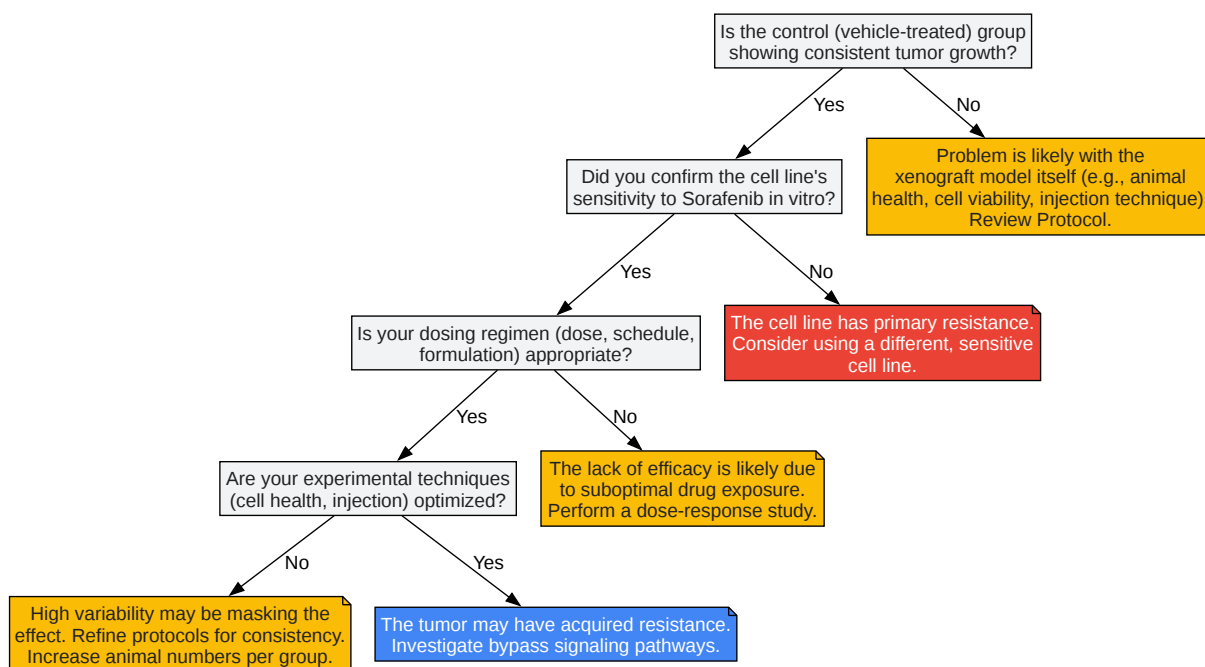 Is the control (vehicle-treated) group
showing consistent tumor growth?
Yes
No
Did you confirm the cell line's
sensitivity to Sorafenib in vitro?
Problem is likely with the
xenograft model itself (e.g., animal
health, cell viability, injection technique).
Review Protocol.
Yes
No
Is your dosing regimen (dose, schedule,
formulation) appropriate?
The cell line has primary resistance.
Consider using a different, sensitive
cell line.
Yes
No
Are your experimental techniques
(cell health, injection) optimized?
The lack of efficacy is likely due
to suboptimal drug exposure.
Perform a dose-response study.
No
Yes
High variability may be masking the
effect. Refine protocols for consistency.
Increase animal numbers per group.
The tumor may have acquired resistance.
Investigate bypass signaling pathways.